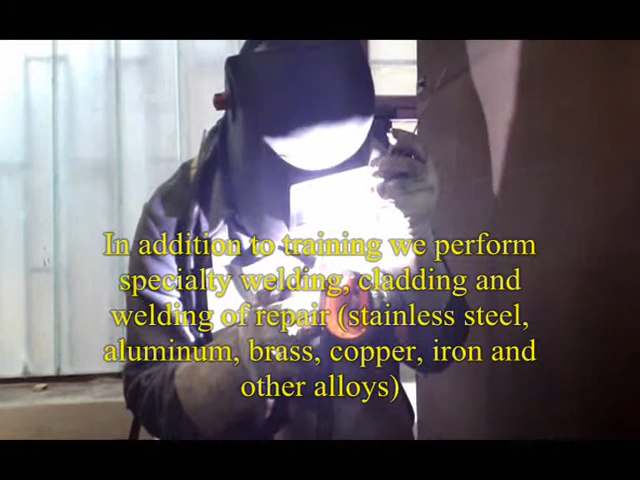 In addition to training we perform
specialty welding, cladding and
welding of repair (stainless steel,
aluminum, brass, copper, iron and
other alloys)